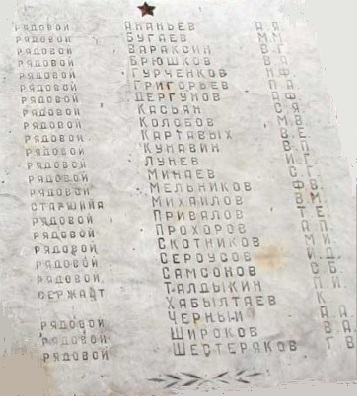 РЯДОВОЙ АНАНЬЕВ А.Я.
РЯДОВОЙ БУГАЕВ М.М.
РЯДОВОЙ ВАРАКСИН В.Г.
РЯДОВОЙ БРЮШКОВ В.А.
РЯДОВОЙ ГУРЧЕНКОВ Н.Ф.
РЯДОВОЙ ГРИГОРЬЕВ П.А.
РЯДОВОЙ ДЕРГУНОВ А.Ф.
РЯДОВОЙ КАСЬЯН С.Я.
РЯДОВОЙ КОЛОБОВ М.В.
РЯДОВОЙ КАРТАВЫХ В.Е.
РЯДОВОЙ КУНАВИН В.П.
РЯДОВОЙ ЛУНЕВ И.Г.
РЯДОВОЙ МИНАЕВ С.Г.
РЯДОВОЙ МЕЛЬНИКОВ Ф.В.
СТАРШИНА МИХАИЛОВ В.М.
РЯДОВОЙ ПРИВАЛОВ Т.Е.
РЯДОВОЙ ПРОХОРОВ А.П.
РЯДОВОЙ СКОТНИКОВ М.И.
РЯДОВОЙ СЕРОУСОВ И.Д.
РЯДОВОЙ САМСОНОВ С.Б.
СЕРЖАНТ ТАЛДЫКИН
ХАБЫЛТАЕВ К
РЯДОВОЙ ЧЕРНЫЙ А.А.
РЯДОВОЙ ШИРОКОВ В.А.
РЯДОВОЙ ШЕСТЕРЯКОВ Г.В.